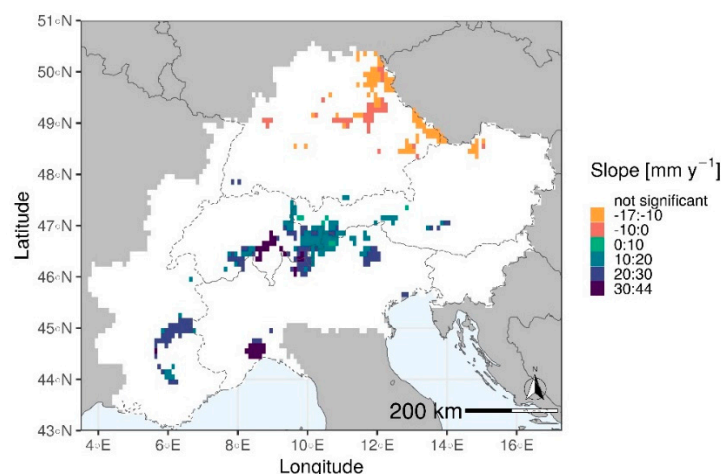 51○N
50○N
49○N
48○N
47○N
46○N
45○N
44○N
43○N
Latitude
4○E
6○E
8○E
10○E
12○E
14○E
16○E
Longitude
N
200 km
Slope [mm y⁻¹]
not significant
-17:-10
-10:0
0:10
10:20
20:30
30:44